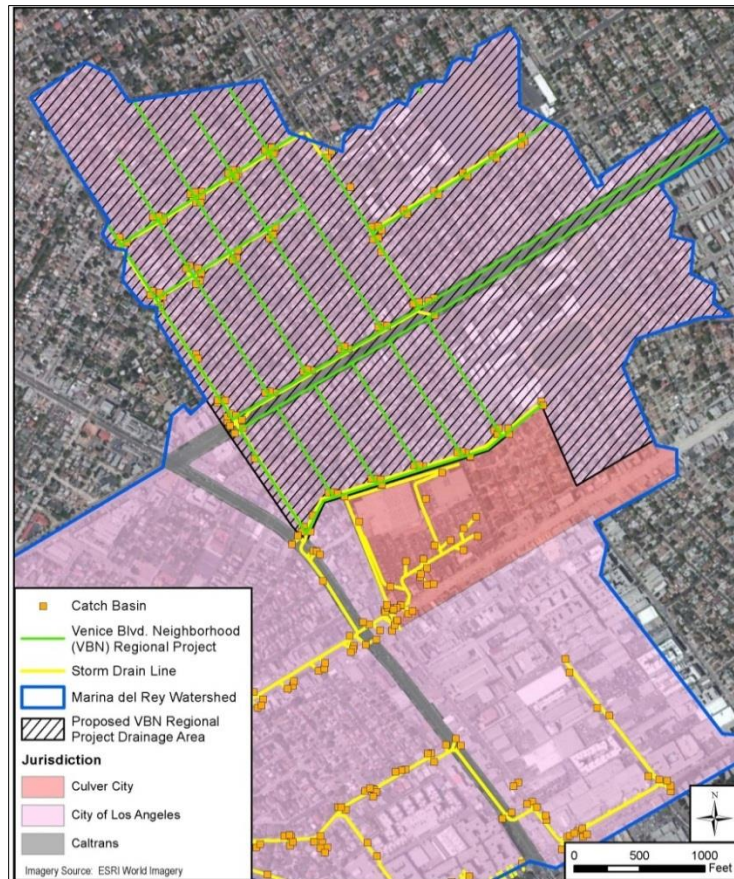 Catch Basin
Venice Blvd. Neighborhood
(VBN) Regional Project
Storm Drain Line
Marina del Rey Watershed
Proposed VBN Regional
Project Drainage Area
Jurisdiction
Culver City
City of Los Angeles
Caltrans
Imagery Source: ESRI World Imagery
N
0 500 1000
Feet